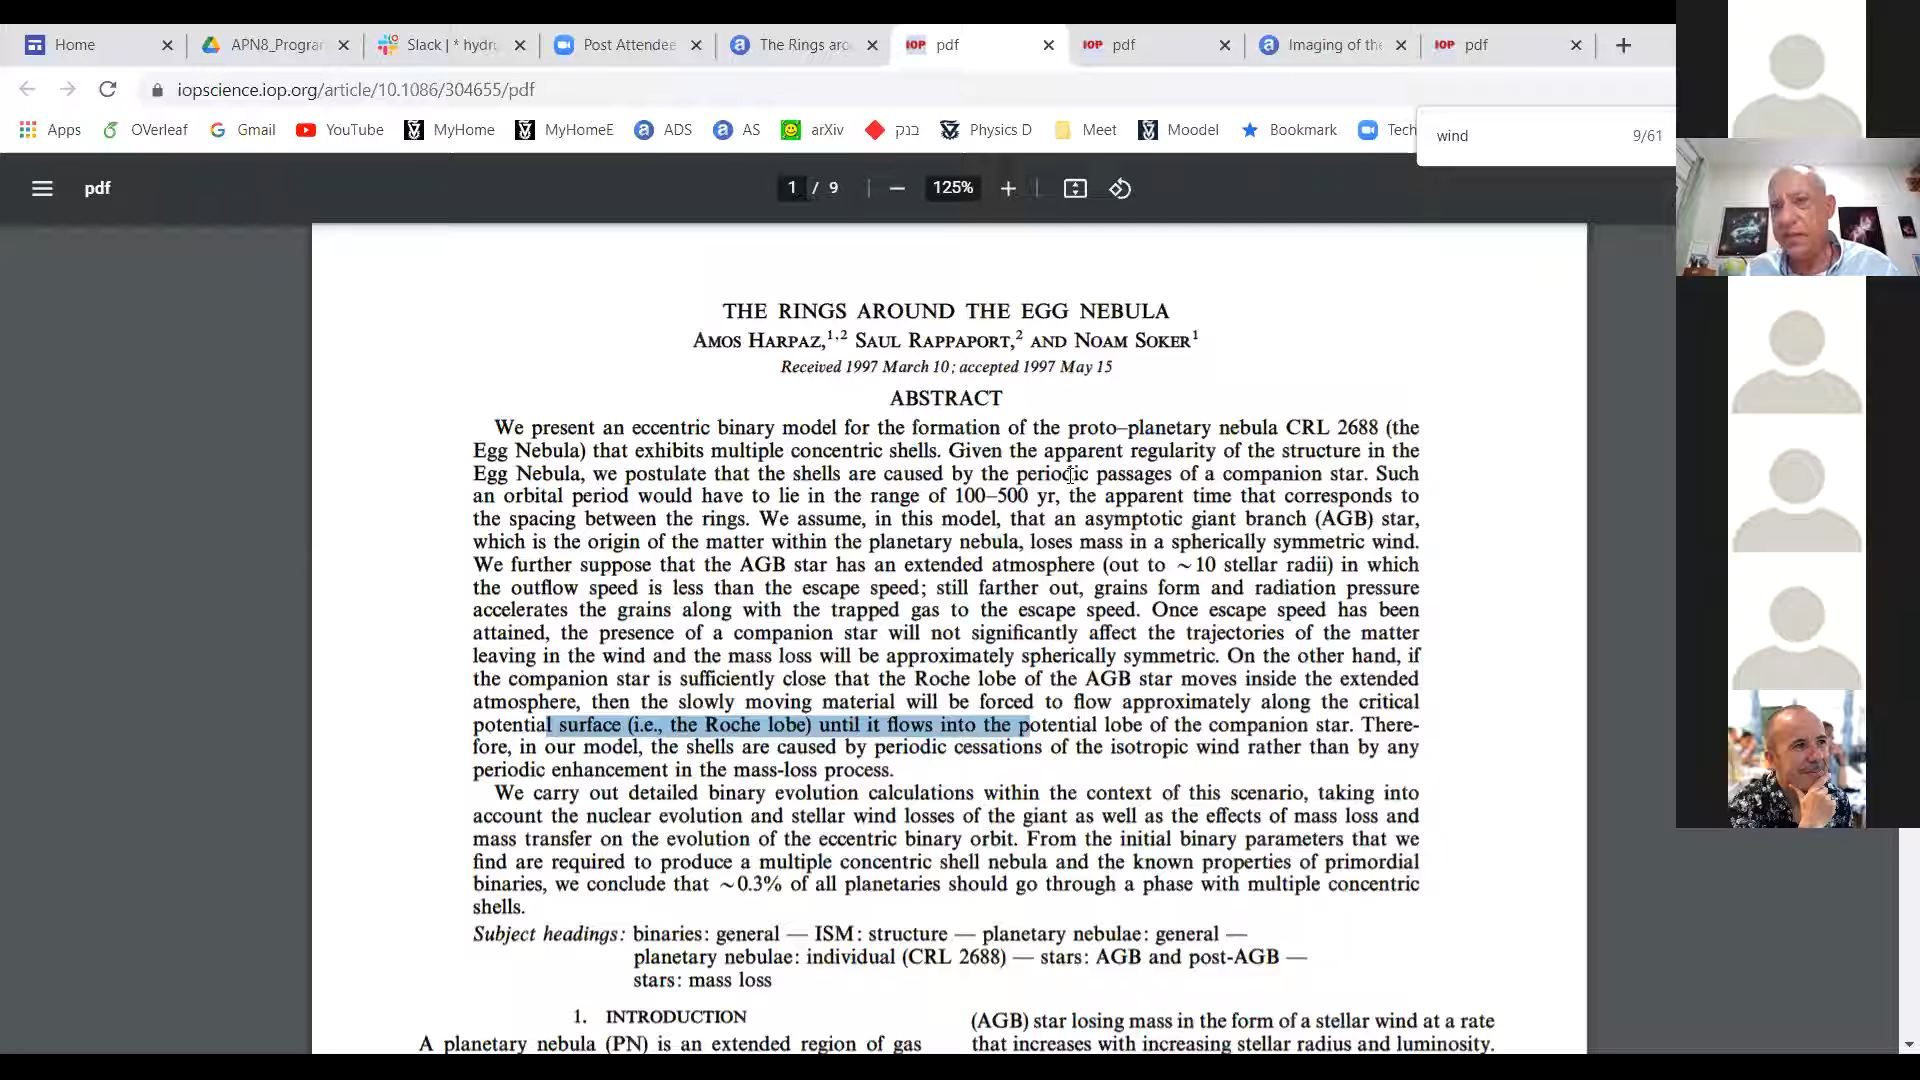 Home
APN8_Progra
Slack | * hydr
Post Attendee
The Rings aro
IOP pdf
IOP pdf
Imaging of the
IOP pdf
iopscience.iop.org/article/10.1086/304655/pdf
Apps OVerleaf Gmail YouTube MyHome MyHomeE ADS AS arXiv בנק Physics D Meet Moodel Bookmark Tech
wind 9/61
pdf 1 / 9 125%
THE RINGS AROUND THE EGG NEBULA
AMOS HARPAZ,1,2 SAUL RAPPAPORT,2 AND NOAM SOKER1
Received 1997 March 10; accepted 1997 May 15
ABSTRACT
We present an eccentric binary model for the formation of the proto–planetary nebula CRL 2688 (the
Egg Nebula) that exhibits multiple concentric shells. Given the apparent regularity of the structure in the
Egg Nebula, we postulate that the shells are caused by the periodic passages of a companion star. Such
an orbital period would have to lie in the range of 100–500 yr, the apparent time that corresponds to
the spacing between the rings. We assume, in this model, that an asymptotic giant branch (AGB) star,
which is the origin of the matter within the planetary nebula, loses mass in a spherically symmetric wind.
We further suppose that the AGB star has an extended atmosphere (out to ~10 stellar radii) in which
the outflow speed is less than the escape speed; still farther out, grains form and radiation pressure
accelerates the grains along with the trapped gas to the escape speed. Once escape speed has been
attained, the presence of a companion star will not significantly affect the trajectories of the matter
leaving in the wind and the mass loss will be approximately spherically symmetric. On the other hand, if
the companion star is sufficiently close that the Roche lobe of the AGB star moves inside the extended
atmosphere, then the slowly moving material will be forced to flow approximately along the critical
potential surface (i.e., the Roche lobe) until it flows into the potential lobe of the companion star. There-
fore, in our model, the shells are caused by periodic cessations of the isotropic wind rather than by any
periodic enhancement in the mass-loss process.
We carry out detailed binary evolution calculations within the context of this scenario, taking into
account the nuclear evolution and stellar wind losses of the giant as well as the effects of mass loss and
mass transfer on the evolution of the eccentric binary orbit. From the initial binary parameters that we
find are required to produce a multiple concentric shell nebula and the known properties of primordial
binaries, we conclude that ~0.3% of all planetaries should go through a phase with multiple concentric
shells.
Subject headings: binaries: general — ISM: structure — planetary nebulae: general —
planetary nebulae: individual (CRL 2688) — stars: AGB and post-AGB —
stars: mass loss
1. INTRODUCTION
A planetary nebula (PN) is an extended region of gas
(AGB) star losing mass in the form of a stellar wind at a rate
that increases with increasing stellar radius and luminosity.